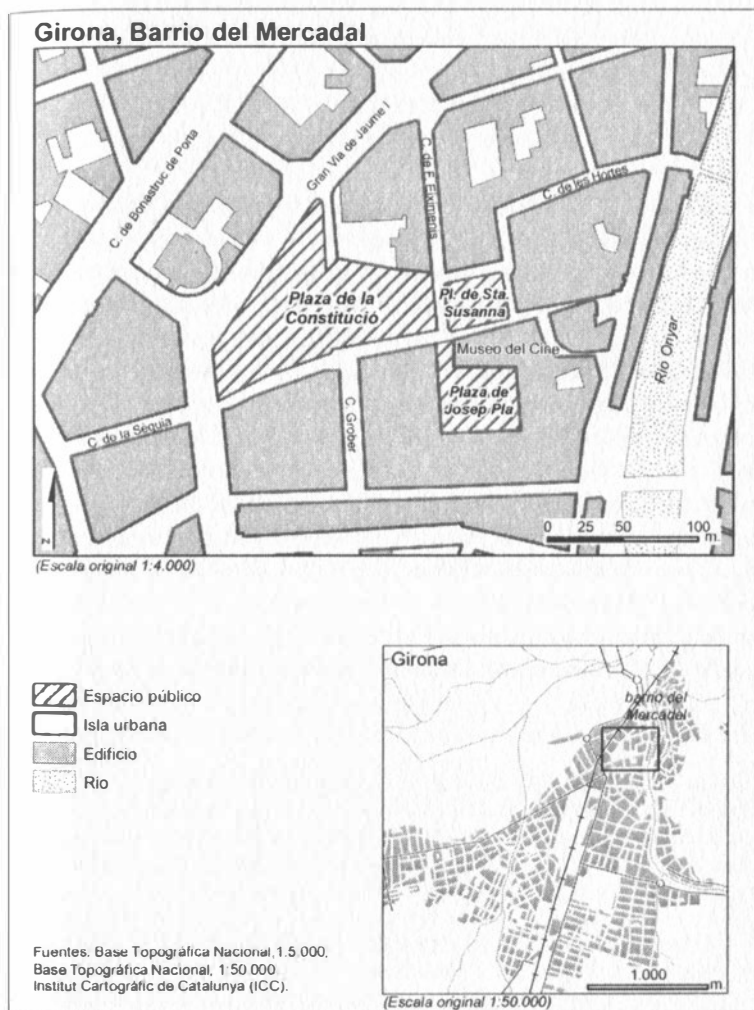 Girona, Barrio del Mercadal
C. de Bonastruc de Porta
Gran Via de Jaume I
C. de F. Eiximenis
C. de les Hortes
Plaza de la
Constitució
Pl. de Sta.
Susanna
Museo del Cine
Río Onyar
Plaza de
Josep Pla
C. de la Sèquia
C. Grober
N
0 25 50 100
m.
(Escala original 1:4.000)
Espacio público
Isla urbana
Edificio
Rio
Girona
barrio del
Mercadal
1.000
m.
(Escala original 1:50.000)
Fuentes: Base Topográfica Nacional, 1:5.000,
Base Topográfica Nacional, 1:50.000.
Institut Cartogràfic de Catalunya (ICC).